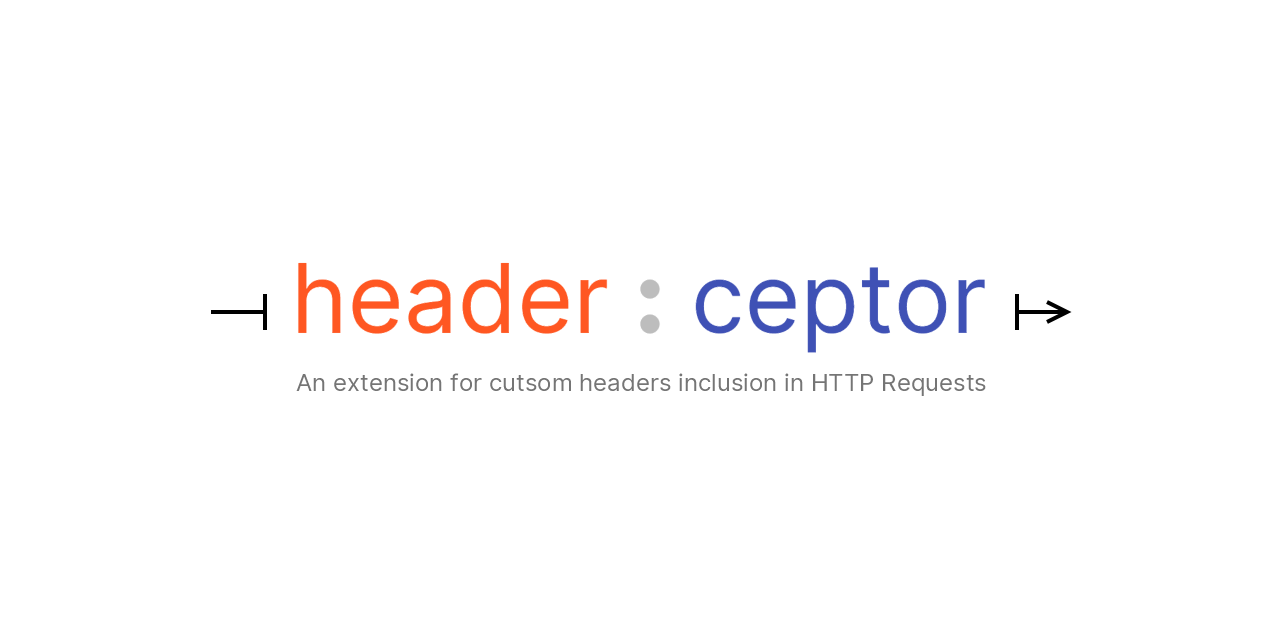 header : ceptor
An extension for cutsom headers inclusion in HTTP Requests